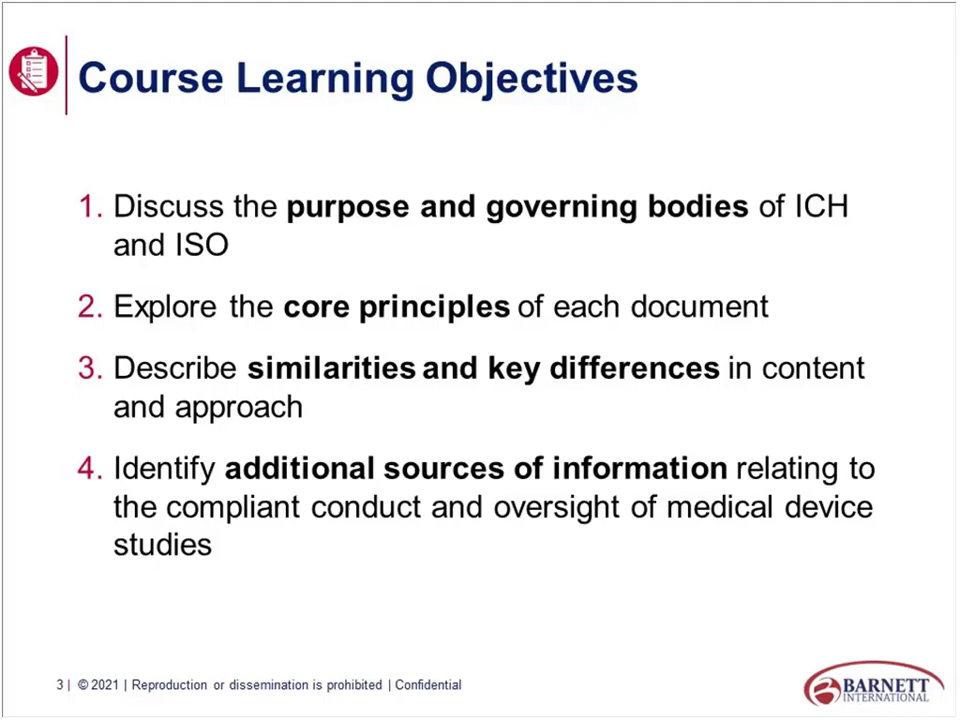 Course Learning Objectives
1. Discuss the purpose and governing bodies of ICH
and ISO
2. Explore the core principles of each document
3. Describe similarities and key differences in content
and approach
4. Identify additional sources of information relating to
the compliant conduct and oversight of medical device
studies
3 | © 2021 | Reproduction or dissemination is prohibited | Confidential
BARNETT
INTERNATIONAL